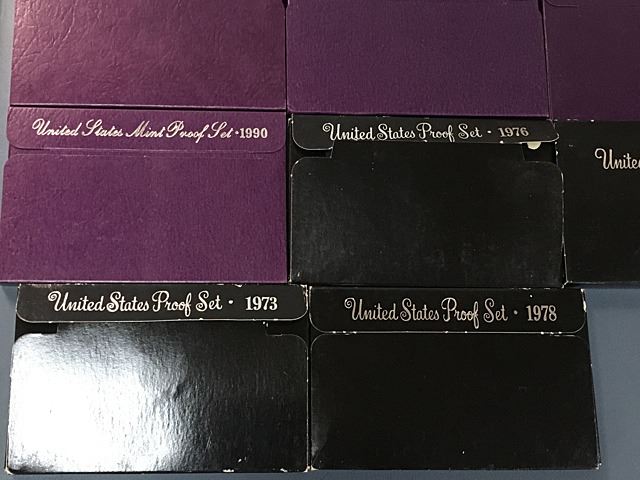 United States Mint Proof Set • 1990
United States Proof Set • 1976
United States Proof Set • 1973
United States Proof Set • 1978